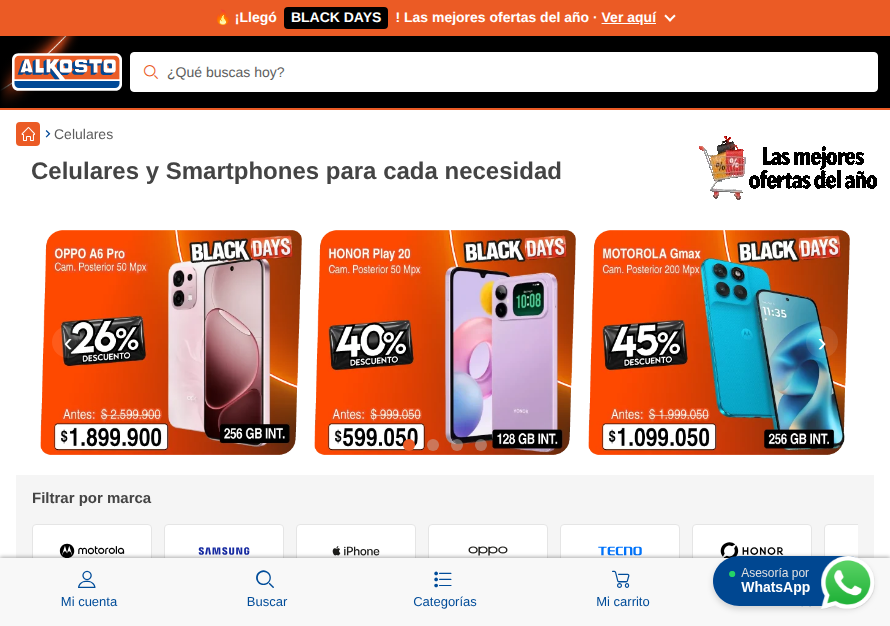 🔥 ¡Llegó BLACK DAYS ! Las mejores ofertas del año · Ver aquí
ALKOSTO
¿Qué buscas hoy?
Celulares
Celulares y Smartphones para cada necesidad
Las mejores
ofertas del año
OPPO A6 Pro
Cam. Posterior 50 Mpx
BLACK DAYS
26%
DESCUENTO
Antes: $ 2.599.900
$1.899.900
256 GB INT.
HONOR Play 20
Cam. Posterior 50 Mpx
BLACK DAYS
10:08
40%
DESCUENTO
HONOR
Antes: $ 999.050
$599.050
128 GB INT.
MOTOROLA Gmax
Cam. Posterior 200 Mpx
BLACK DAYS
11:35
45%
DESCUENTO
Antes: $ 1.999.050
$1.099.050
256 GB INT.
Filtrar por marca
motorola
SAMSUNG
iPhone
oppo
TECNO
HONOR
Mi cuenta
Buscar
Categorías
Mi carrito
Asesoría por
WhatsApp